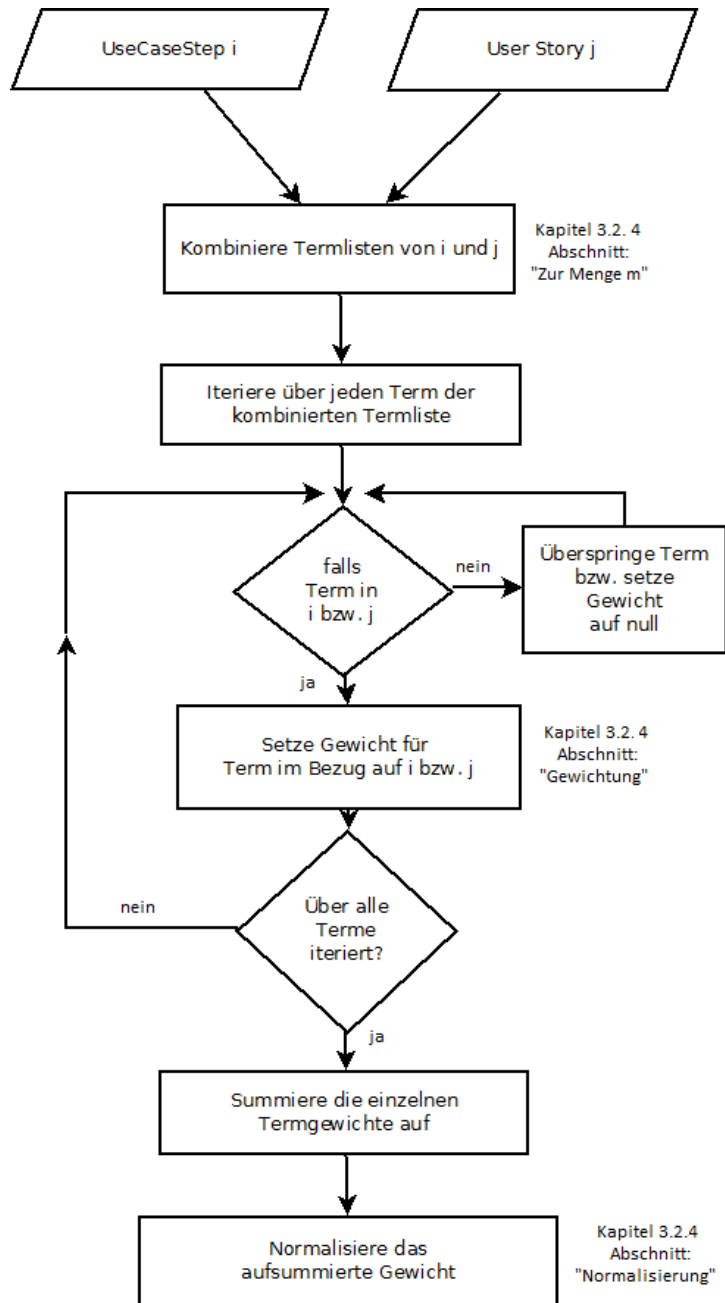 UseCaseStep i
User Story j
Kombiniere Termlisten von i und j
Kapitel 3.2. 4
Abschnitt:
"Zur Menge m"
Iteriere über jeden Term der
kombinierten Termliste
falls
Term in
i bzw. j
nein
Überspringe Term
bzw. setze
Gewicht
auf null
ja
Setze Gewicht für
Term im Bezug auf i bzw. j
Kapitel 3.2. 4
Abschnitt:
"Gewichtung"
Über alle
Terme
iteriert?
nein
ja
Summiere die einzelnen
Termgewichte auf
Normalisiere das
aufsummierte Gewicht
Kapitel 3.2.4
Abschnitt:
"Normalisierung"